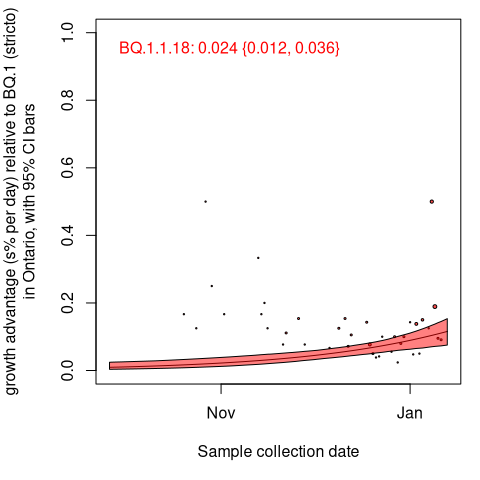 BQ.1.1.18: 0.024 {0.012, 0.036}
growth advantage (s% per day) relative to BQ.1 (stricto)
in Ontario, with 95% CI bars
1.0
0.8
0.6
0.4
0.2
0.0
Nov Jan
Sample collection date